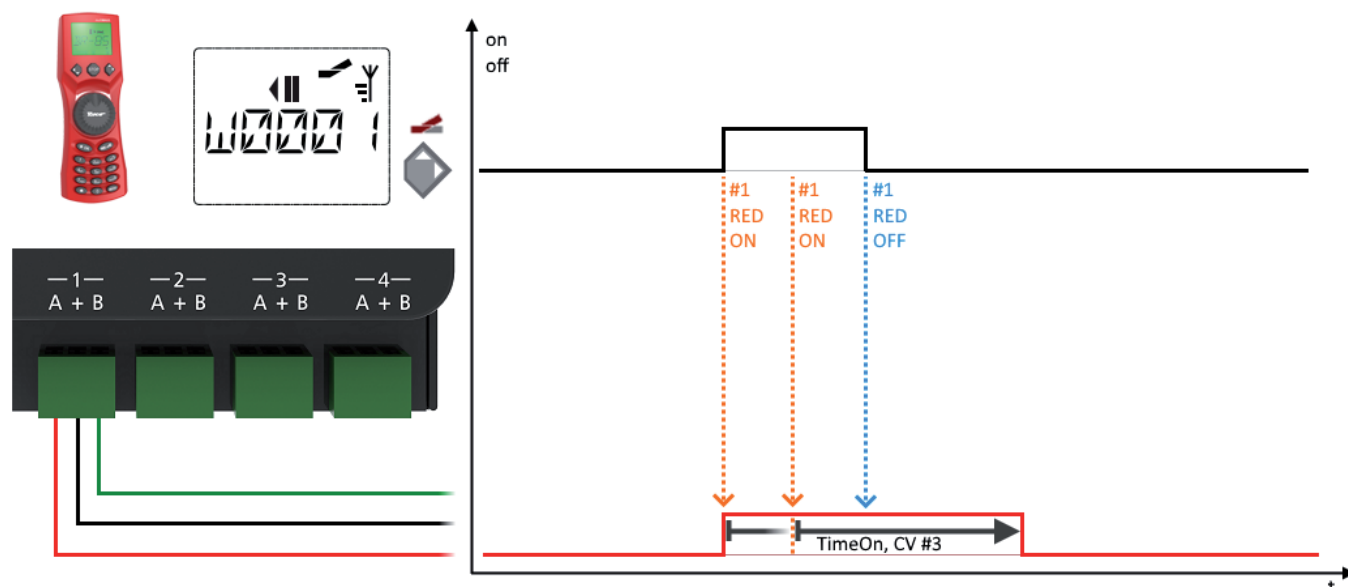 W0001
on
off
#1
RED
ON
#1
RED
ON
#1
RED
OFF
1 2 3 4
A + B A + B A + B A + B
TimeOn, CV #3
t